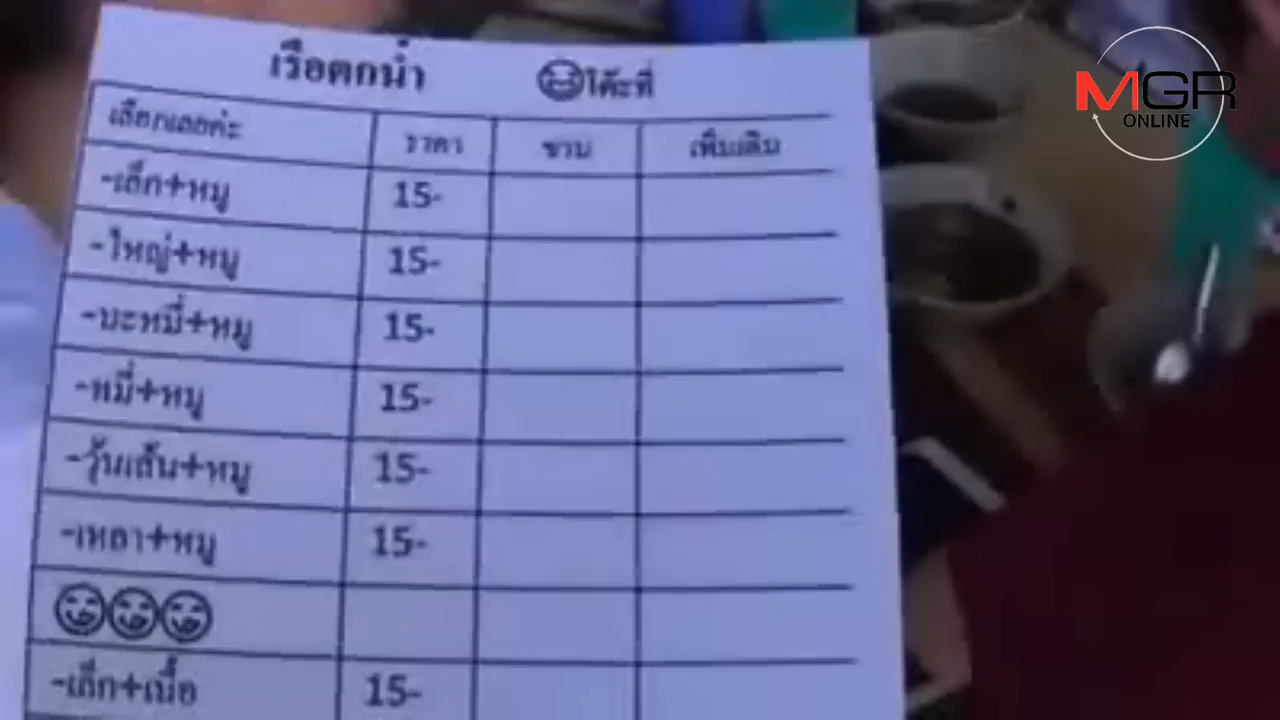 เรือตกน้ำ โต๊ะที่
เลือกเลยค่ะ ราคา ชาม เพิ่มเติม
-เล็ก+หมู 15-
-ใหญ่+หมู 15-
-บะหมี่+หมู 15-
-หมี่+หมู 15-
-วุ้นเส้น+หมู 15-
-เหลา+หมู 15-
-เล็ก+เนื้อ 15-
MGR
ONLINE